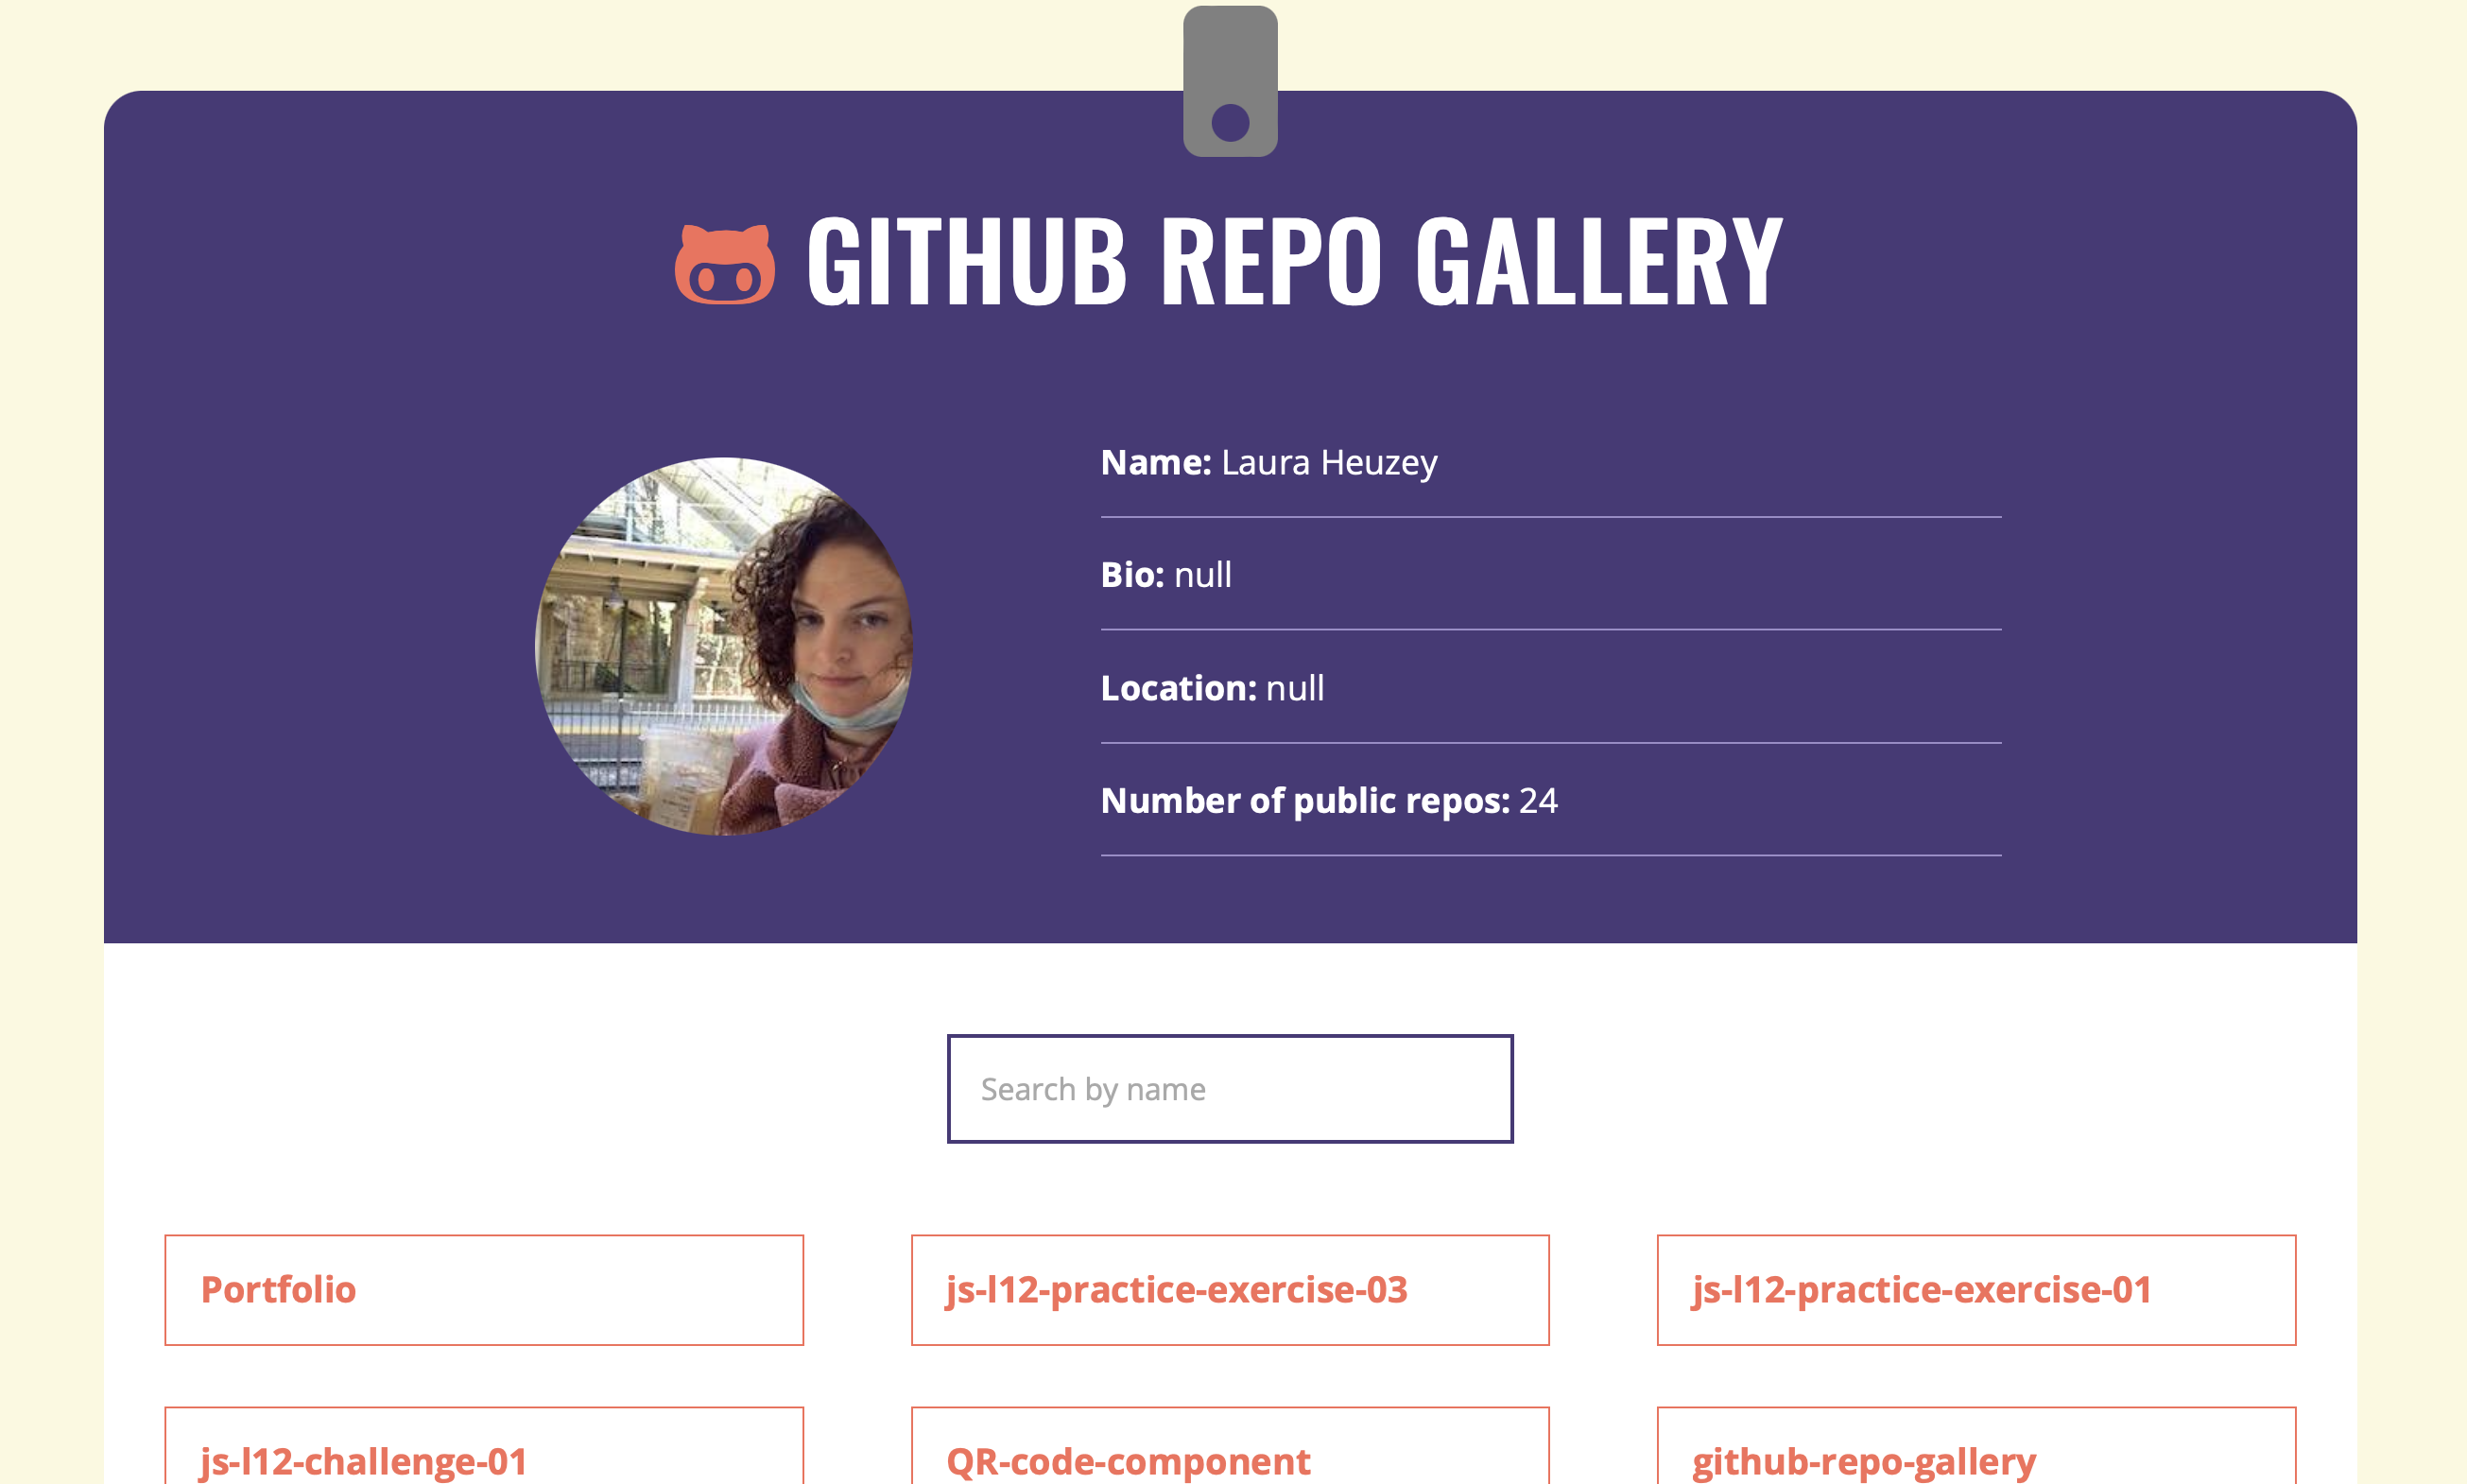 GITHUB REPO GALLERY
Name: Laura Heuzey
Bio: null
Location: null
Number of public repos: 24
Search by name
Portfolio
js-l12-practice-exercise-03
js-l12-practice-exercise-01
js-l12-challenge-01
QR-code-component
github-repo-gallery